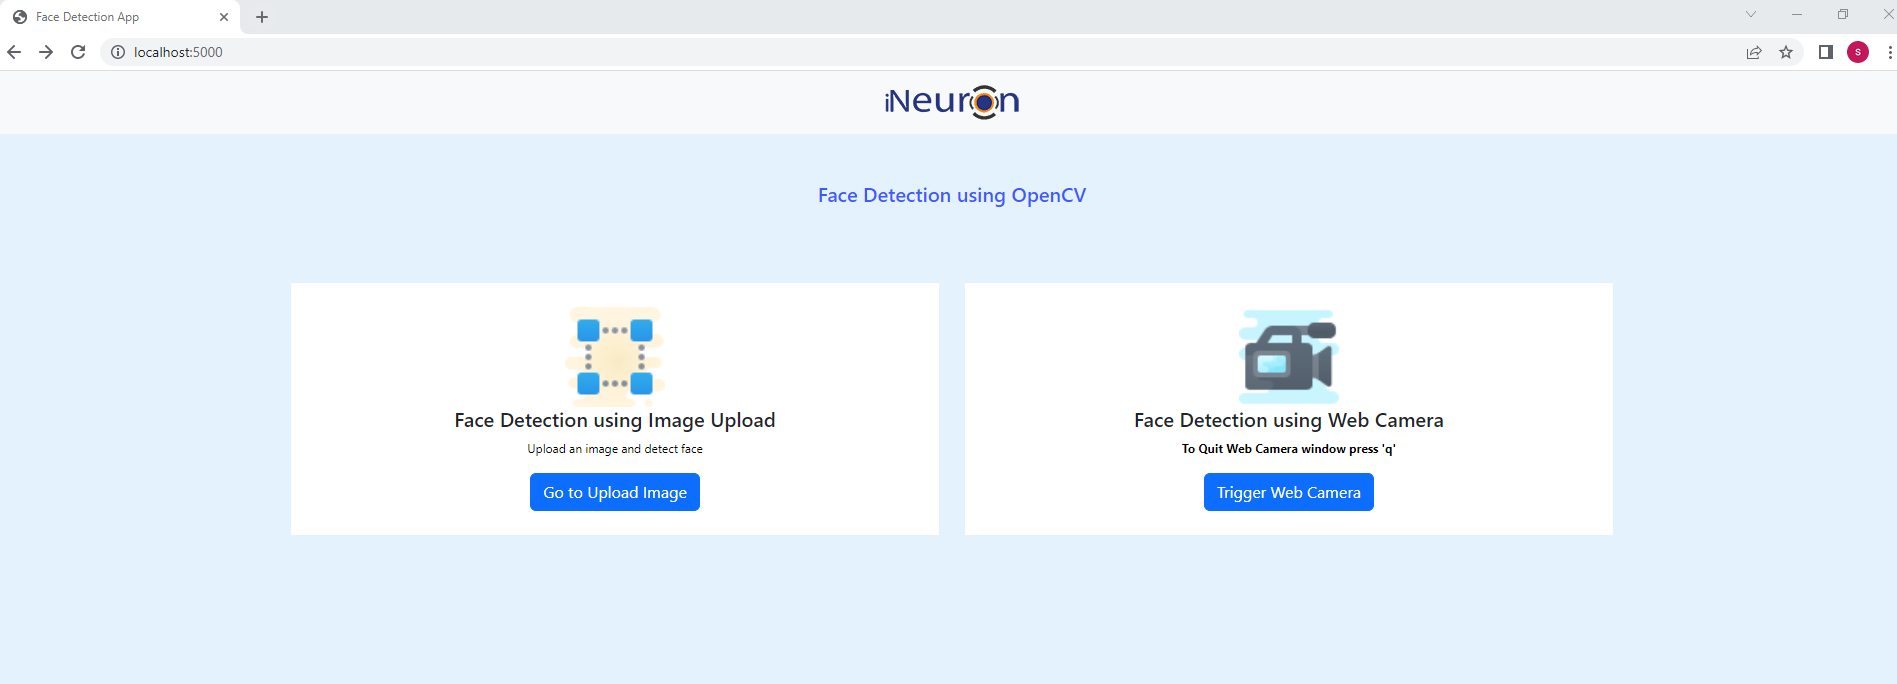 Face Detection App
localhost:5000
S
iNeuron
Face Detection using OpenCV
Face Detection using Image Upload
Upload an image and detect face
Go to Upload Image
Face Detection using Web Camera
To Quit Web Camera window press 'q'
Trigger Web Camera